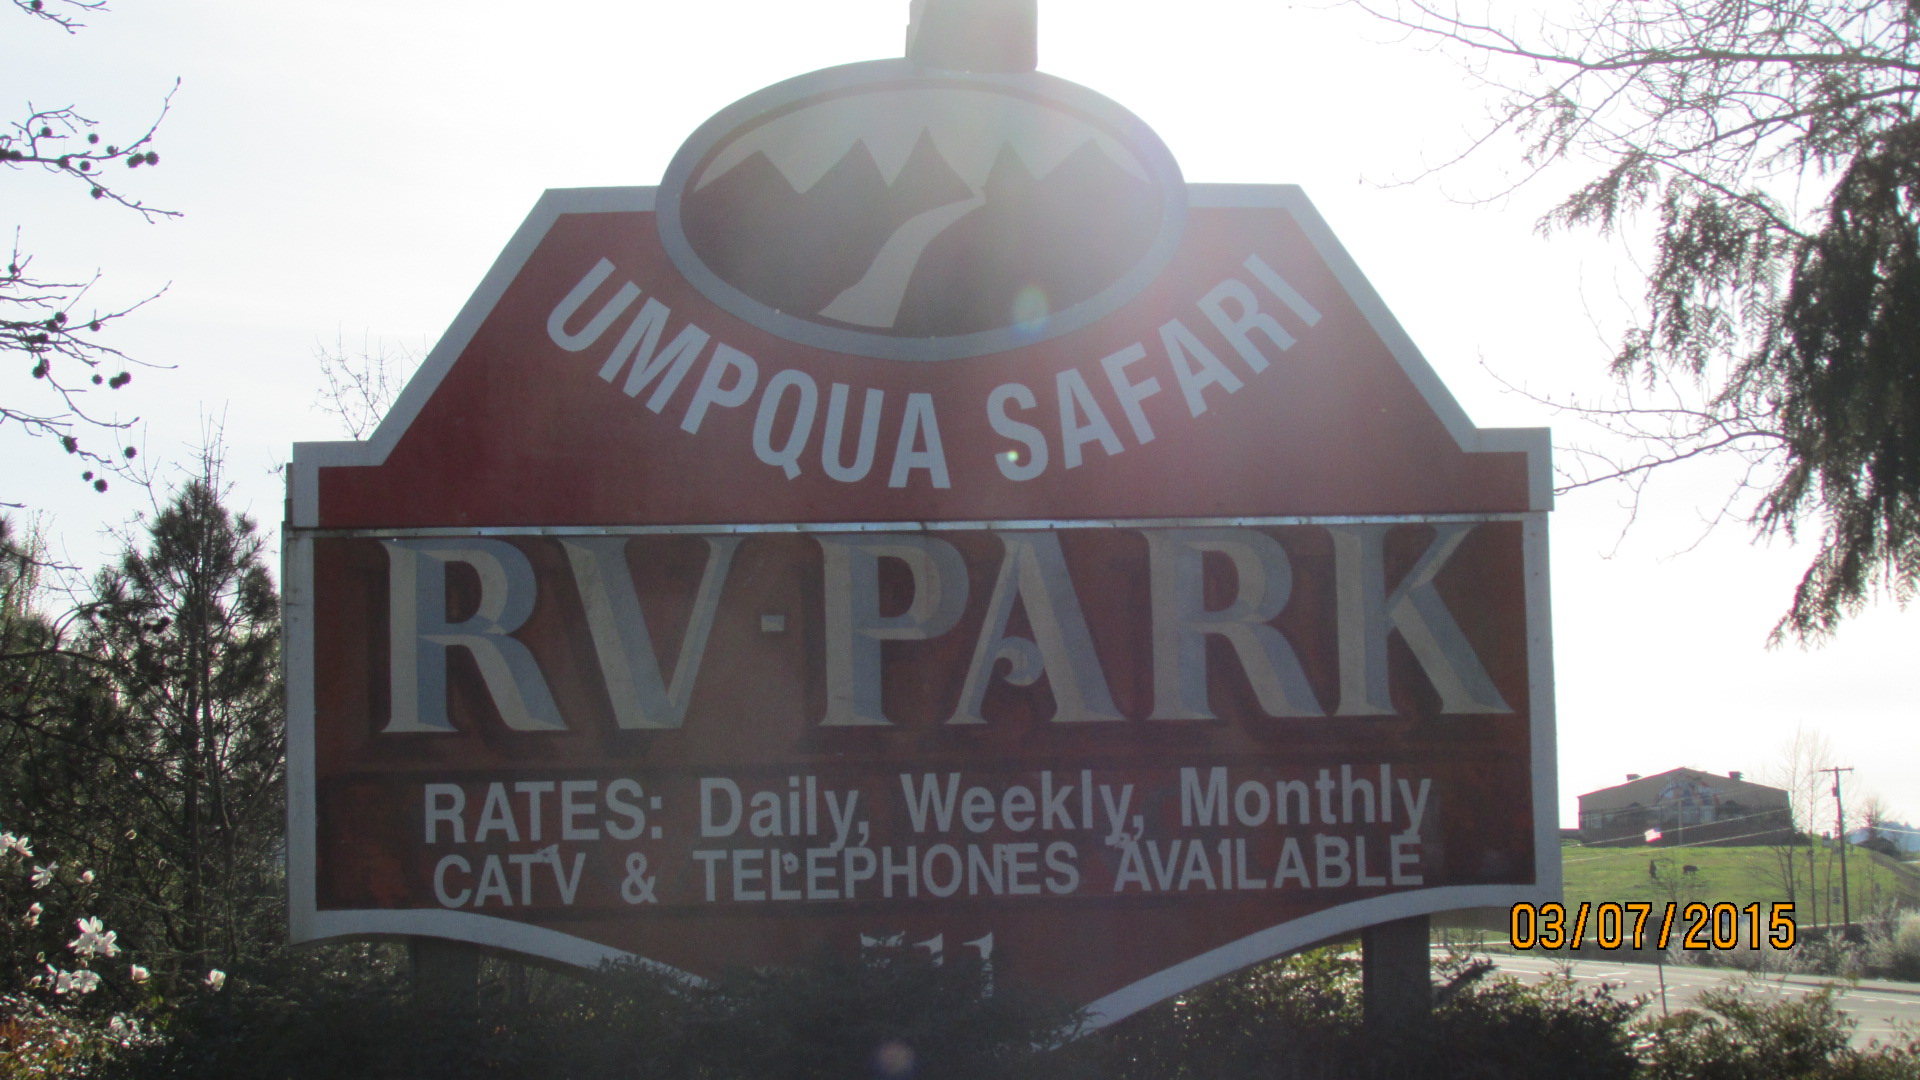 UMPQUA SAFARI
RV PARK
RATES: Daily, Weekly, Monthly
CATV & TELEPHONES AVAILABLE
03/07/2015